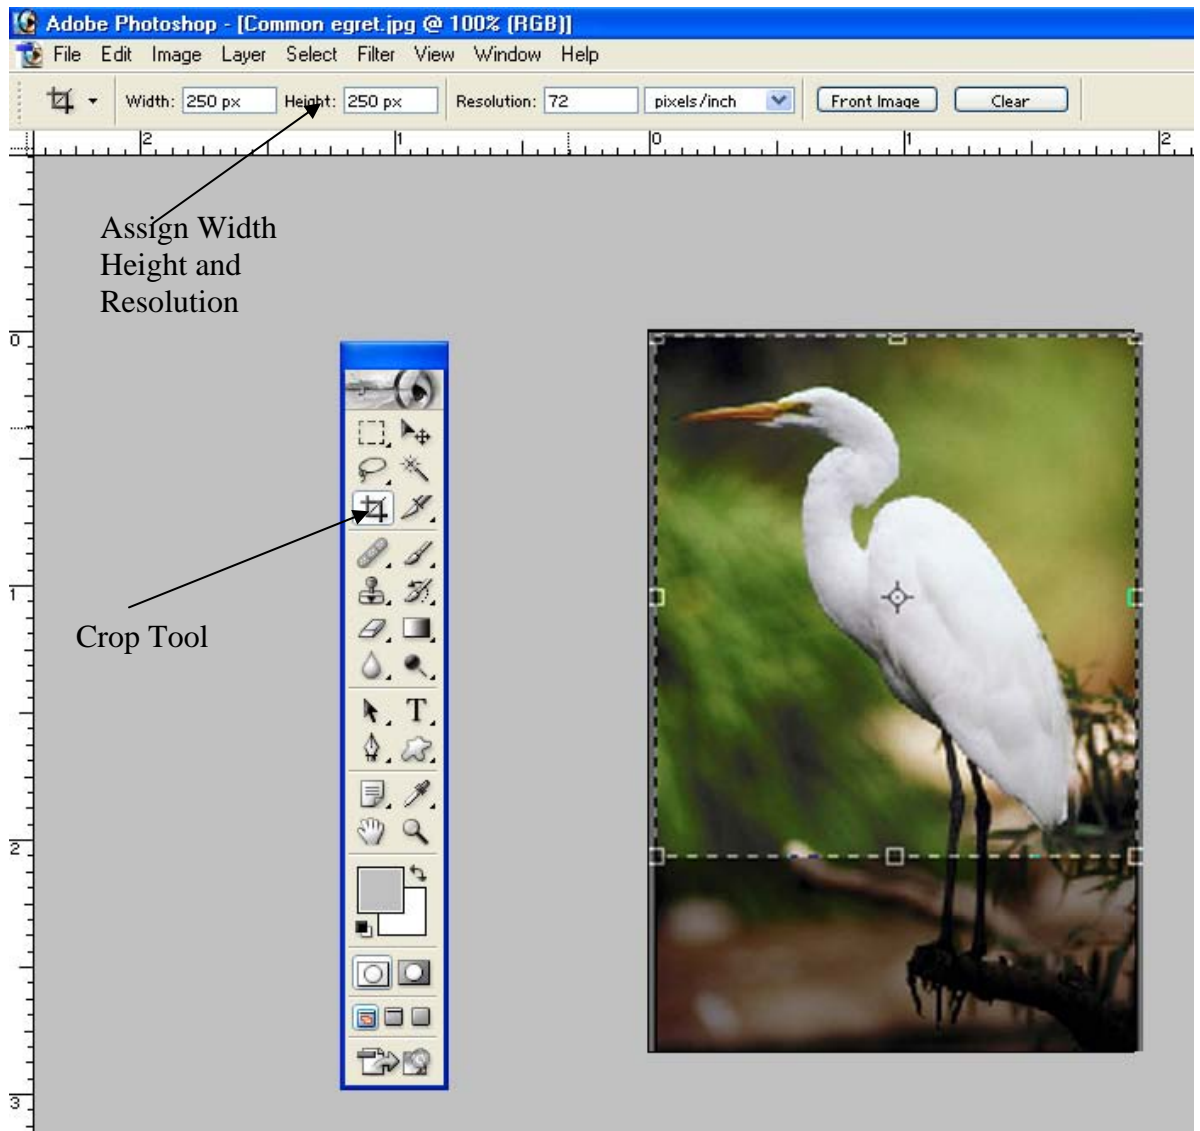 Adobe Photoshop - [Common egret.jpg @ 100% (RGB)]
File Edit Image Layer Select Filter View Window Help
Width: 250 px Height: 250 px Resolution: 72 pixels/inch Front Image Clear
2 1 0 1 2
Assign Width
Height and
Resolution
0
1
Crop Tool
T
2
3